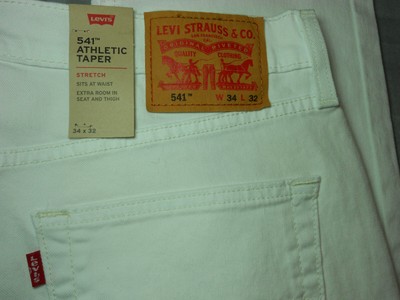 Levi's
541™
ATHLETIC
TAPER
STRETCH
SITS AT WAIST
EXTRA ROOM IN
SEAT AND THIGH
34 x 32
LEVI STRAUSS & CO.
ORIGINAL RIVETED
QUALITY CLOTHING
541™ W 34 L 32
Levi's